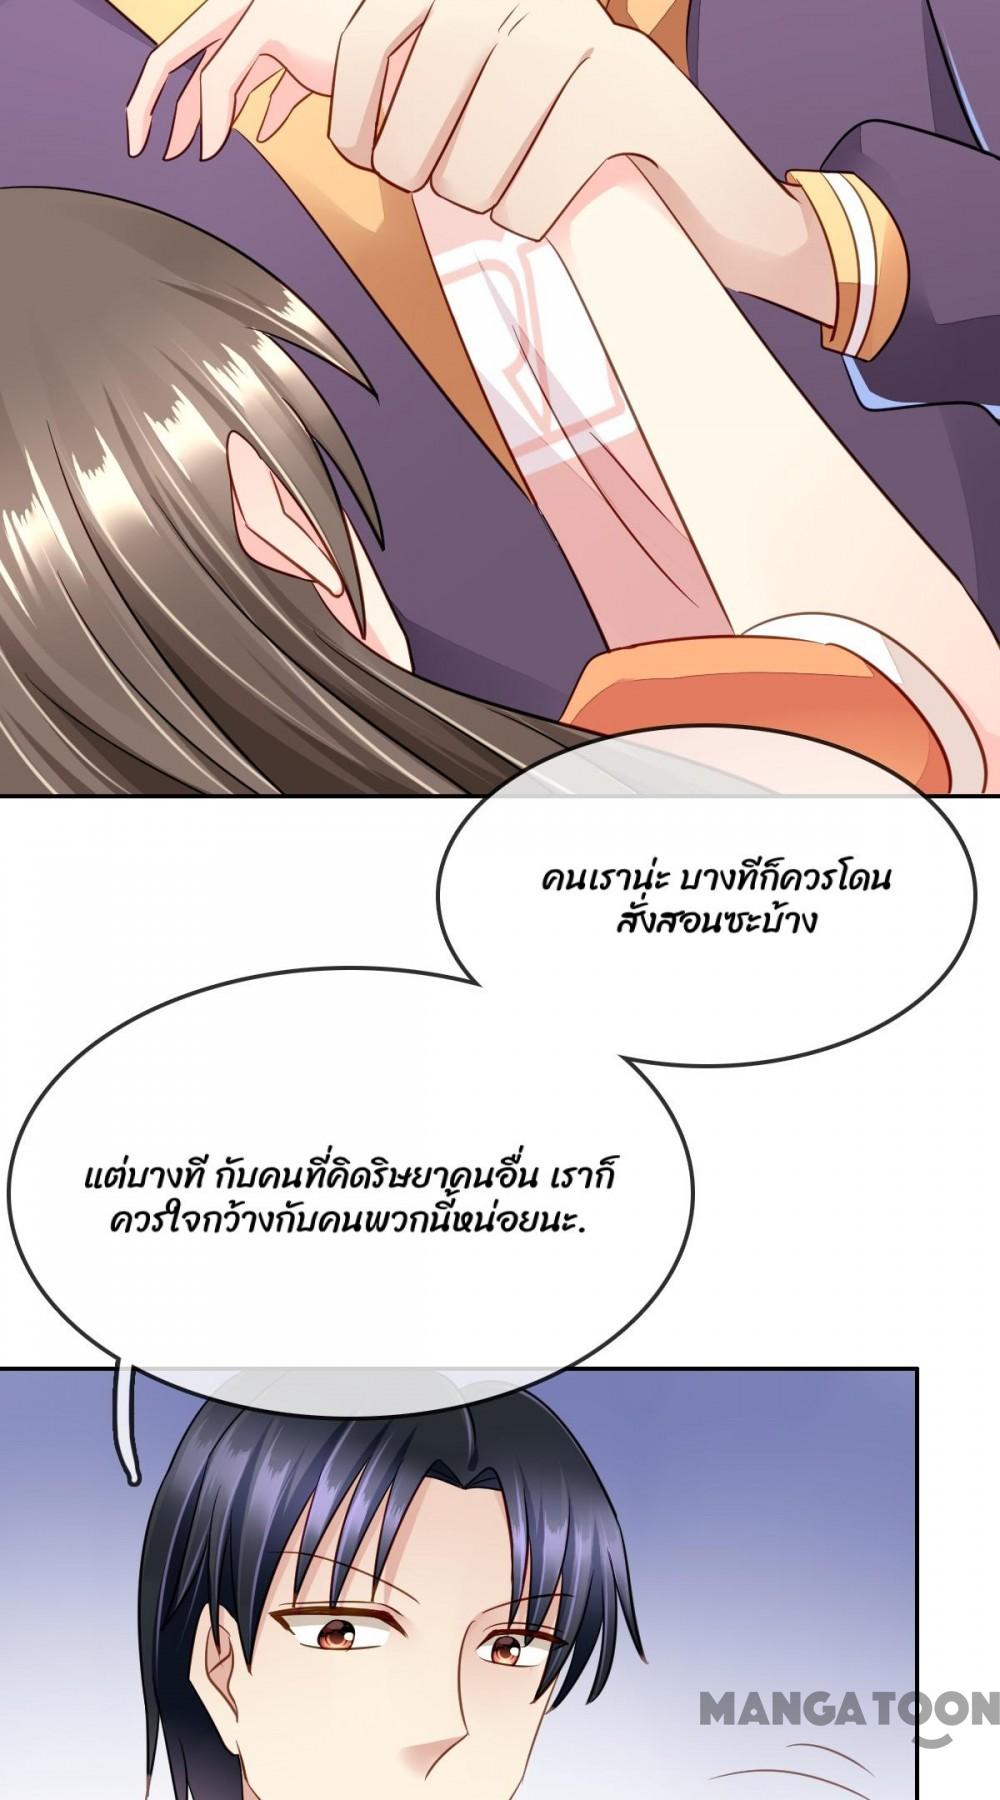 คนเราน่ะ บางทีก็ควรโดน
สั่งสอนซะบ้าง
แต่บางที กับคนที่คิดริษยาคนอื่น เราก็
ควรใจกว้างกับคนพวกนี้หน่อยนะ.
MANGATOON